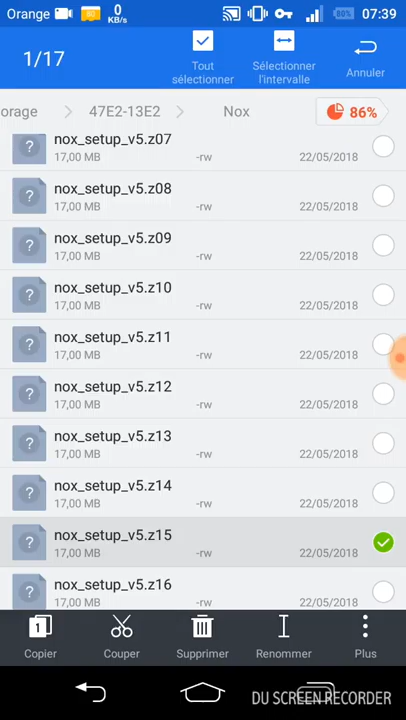 Orange 80 0 KB/s 80% 07:39
1/17
Tout sélectionner
Sélectionner l'intervalle
Annuler
orage 47E2-13E2 Nox 86%
nox_setup_v5.z07
17,00 MB -rw 22/05/2018
nox_setup_v5.z08
17,00 MB -rw 22/05/2018
nox_setup_v5.z09
17,00 MB -rw 22/05/2018
nox_setup_v5.z10
17,00 MB -rw 22/05/2018
nox_setup_v5.z11
17,00 MB -rw 22/05/2018
nox_setup_v5.z12
17,00 MB -rw 22/05/2018
nox_setup_v5.z13
17,00 MB -rw 22/05/2018
nox_setup_v5.z14
17,00 MB -rw 22/05/2018
nox_setup_v5.z15
17,00 MB -rw 22/05/2018
nox_setup_v5.z16
17,00 MB -rw 22/05/2018
1
Copier Couper Supprimer Renommer Plus
DU SCREEN RECORDER